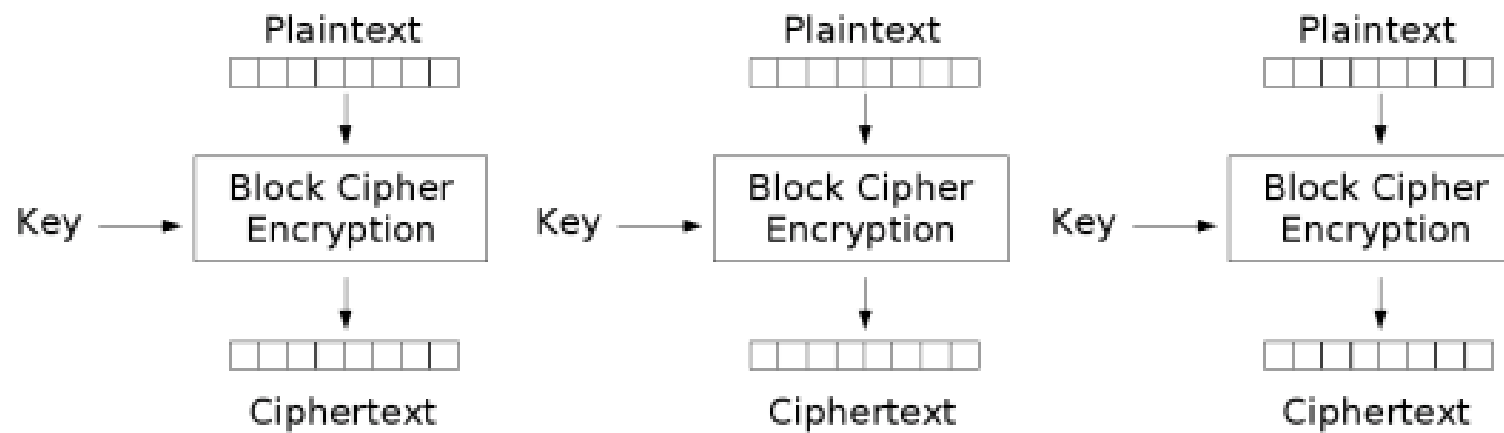 Plaintext
Plaintext
Plaintext
Key
Block Cipher
Encryption
Key
Block Cipher
Encryption
Key
Block Cipher
Encryption
Ciphertext
Ciphertext
Ciphertext